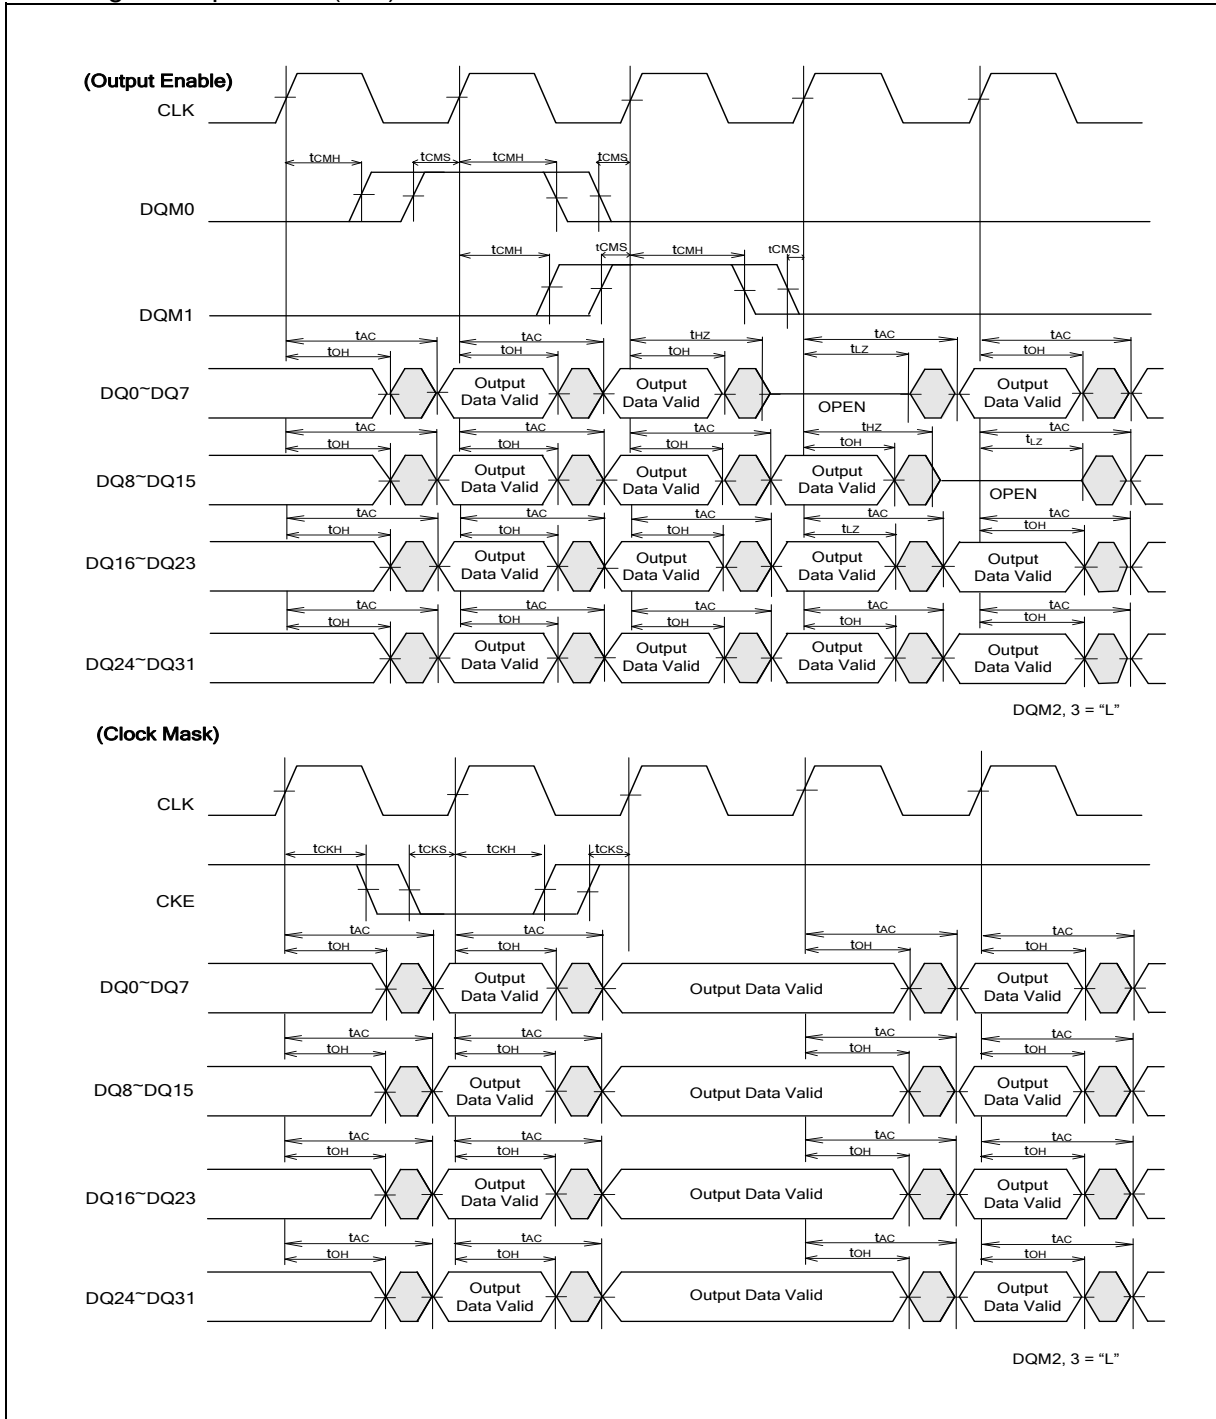 (Output Enable)
CLK
tCMH tCMS tCMH tCMS
DQM0
tCMH tCMS tCMH tCMS
DQM1
tAC tAC tHZ tAC tAC
tOH tOH tOH tLZ tOH
DQ0~DQ7
Output Data Valid
Output Data Valid
OPEN
Output Data Valid
tAC tAC tAC tHZ tAC
tOH tOH tOH tOH tLZ
DQ8~DQ15
Output Data Valid
Output Data Valid
Output Data Valid
OPEN
tAC tAC tAC tAC tAC
tOH tOH tOH tLZ tOH
DQ16~DQ23
Output Data Valid
Output Data Valid
Output Data Valid
Output Data Valid
tAC tAC tAC tAC tAC
tOH tOH tOH tOH tOH
DQ24~DQ31
Output Data Valid
Output Data Valid
Output Data Valid
Output Data Valid
DQM2, 3 = “L”
(Clock Mask)
CLK
tCKH tCKS tCKH tCKS
CKE
tAC tAC tAC tAC
tOH tOH tOH tOH
DQ0~DQ7
Output Data Valid
Output Data Valid
Output Data Valid
tAC tAC tAC tAC
tOH tOH tOH tOH
DQ8~DQ15
Output Data Valid
Output Data Valid
Output Data Valid
tAC tAC tAC tAC
tOH tOH tOH tOH
DQ16~DQ23
Output Data Valid
Output Data Valid
Output Data Valid
tAC tAC tAC tAC
tOH tOH tOH tOH
DQ24~DQ31
Output Data Valid
Output Data Valid
Output Data Valid
DQM2, 3 = “L”